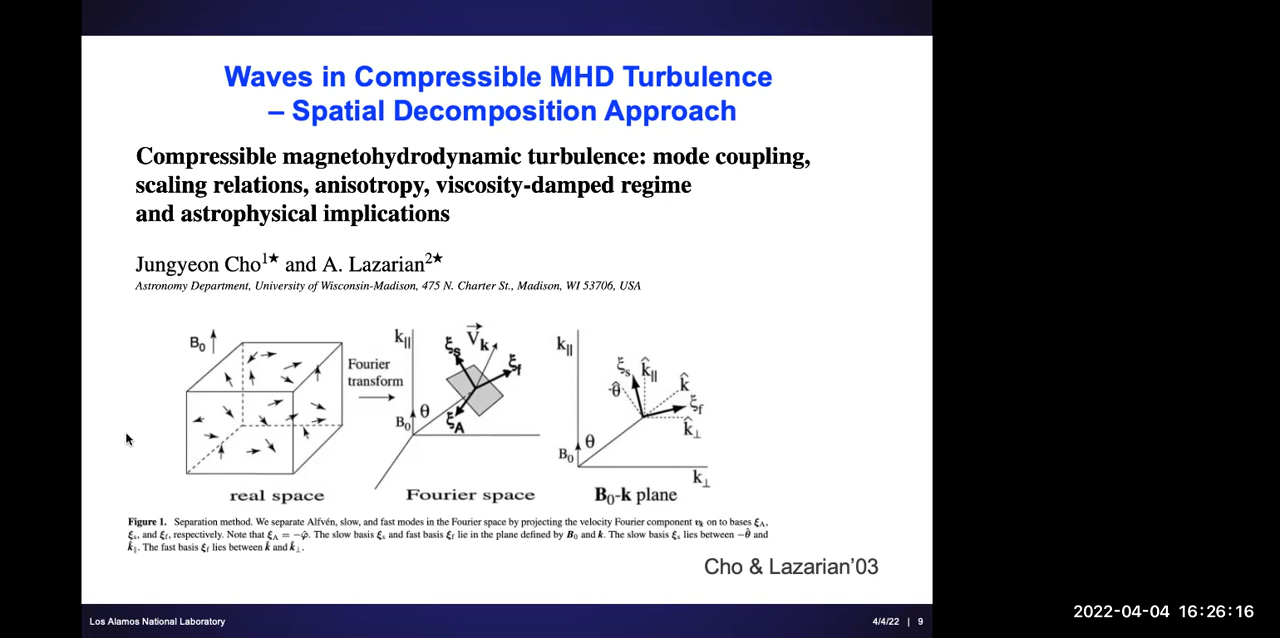 Waves in Compressible MHD Turbulence
– Spatial Decomposition Approach
Compressible magnetohydrodynamic turbulence: mode coupling,
scaling relations, anisotropy, viscosity-damped regime
and astrophysical implications
Jungyeon Cho¹★ and A. Lazarian²★
Astronomy Department, University of Wisconsin-Madison, 475 N. Charter St., Madison, WI 53706, USA
B₀
real space
Fourier
transform
k||
ξs
V⃗k
ξf
θ
B₀
ξA
Fourier space
k||
ξs
k̂||
-θ̂
k̂
ξf
k̂⊥
B₀
θ
k⊥
B₀-k plane
Figure 1. Separation method. We separate Alfvén, slow, and fast modes in the Fourier space by projecting the velocity Fourier component vₖ on to bases ξA,
ξs, and ξf, respectively. Note that ξA = −φ̂. The slow basis ξs and fast basis ξf lie in the plane defined by B₀ and k. The slow basis ξs lies between −θ̂ and
k̂||. The fast basis ξf lies between k̂ and k̂⊥.
Cho & Lazarian'03
Los Alamos National Laboratory
4/4/22 | 9
2022-04-04 16:26:16